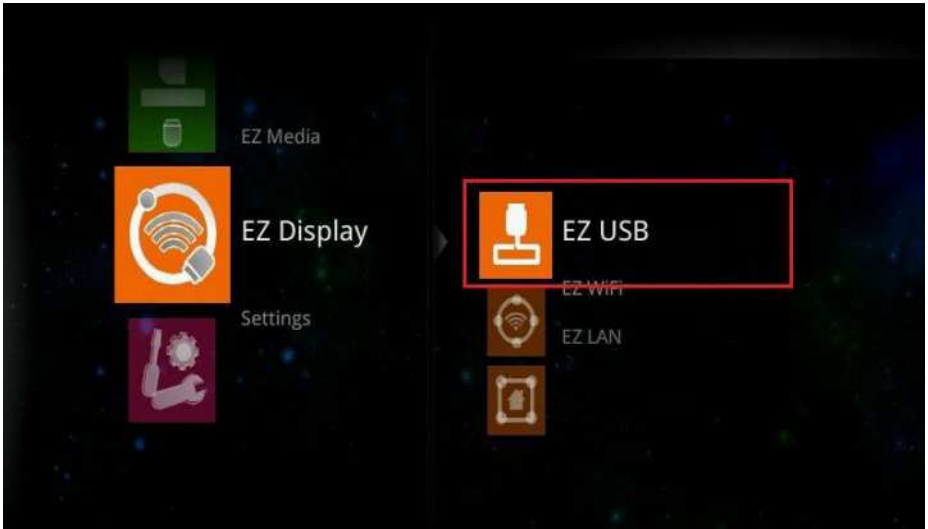 EZ Media
EZ Display
Settings
EZ USB
EZ WiFi
EZ LAN